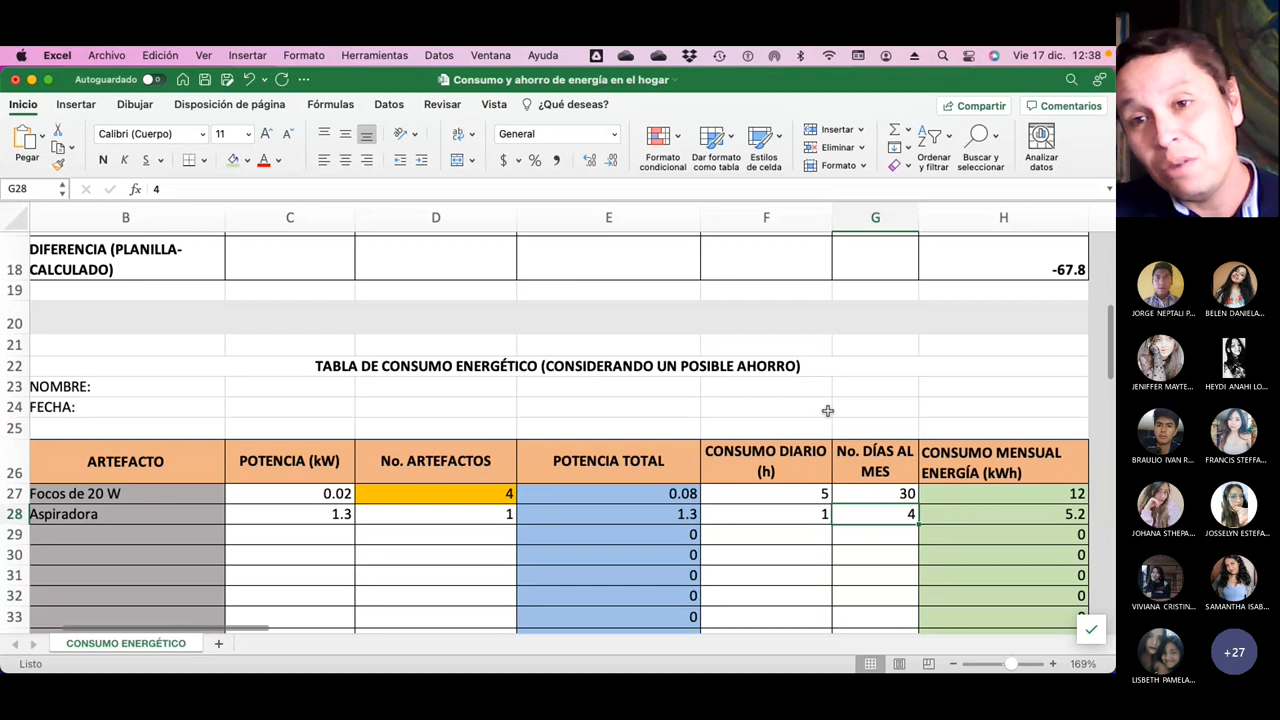 Excel Archivo Edición Ver Insertar Formato Herramientas Datos Ventana Ayuda Vie 17 dic. 12:38
Autoguardado Consumo y ahorro de energía en el hogar
Inicio Insertar Dibujar Disposición de página Fórmulas Datos Revisar Vista ¿Qué deseas? Compartir Comentarios
Pegar Calibri (Cuerpo) 11 General Formato condicional Dar formato como tabla Estilos de celda Insertar Eliminar Formato Ordenar y filtrar Buscar y seleccionar Analizar datos
N K S
G28 fx 4
B C D E F G H
18 DIFERENCIA (PLANILLA-CALCULADO) -67.8
19
20
21
22 TABLA DE CONSUMO ENERGÉTICO (CONSIDERANDO UN POSIBLE AHORRO)
23 NOMBRE:
24 FECHA:
25
26 ARTEFACTO POTENCIA (kW) No. ARTEFACTOS POTENCIA TOTAL CONSUMO DIARIO (h) No. DÍAS AL MES CONSUMO MENSUAL ENERGÍA (kWh)
27 Focos de 20 W 0.02 4 0.08 5 30 12
28 Aspiradora 1.3 1 1.3 1 4 5.2
29 0
30 0 0
31 0 0
32 0 0
33 0
CONSUMO ENERGÉTICO
Listo 169%
JORGE NEPTALI P... BELEN DANIELA...
JENIFFER MAYTE... HEYDI ANAHI LO...
BRAULIO IVAN R... FRANCIS STEFFA...
JOHANA STHEPA... JOSSELYN ESTEFA...
VIVIANA CRISTIN... SAMANTHA ISAB...
LISBETH PAMELA... +27